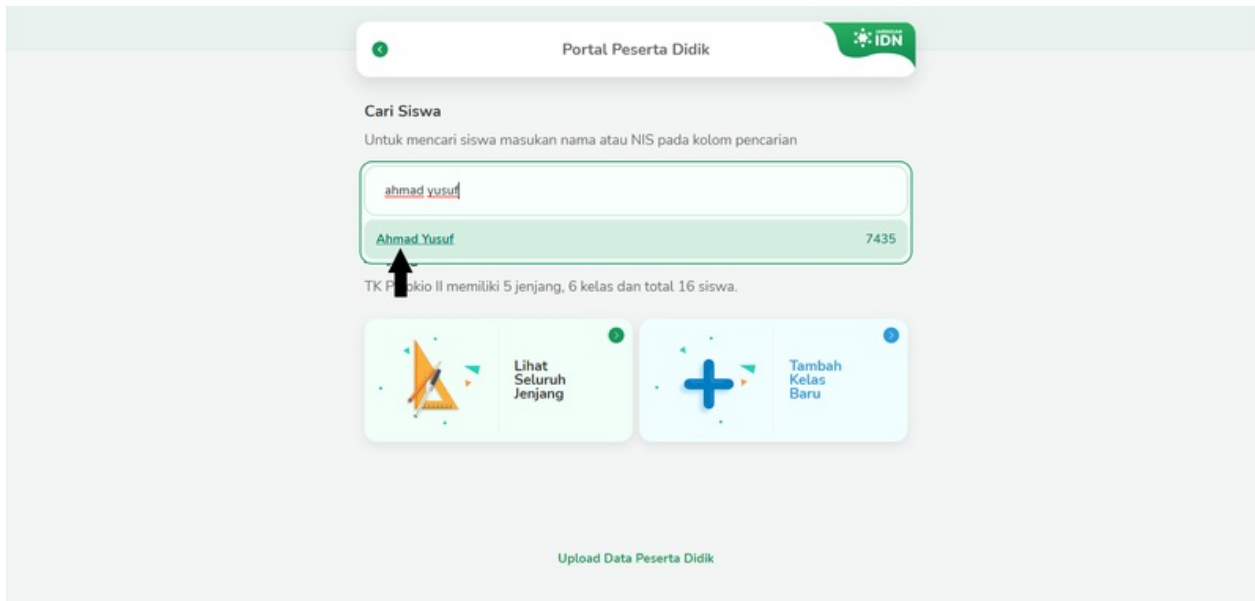 Portal Peserta Didik
IDN
Cari Siswa
Untuk mencari siswa masukan nama atau NIS pada kolom pencarian
ahmad yusuf
Ahmad Yusuf 7435
TK kio II memiliki 5 jenjang, 6 kelas dan total 16 siswa.
Lihat
Seluruh
Jenjang
Tambah
Kelas
Baru
Upload Data Peserta Didik